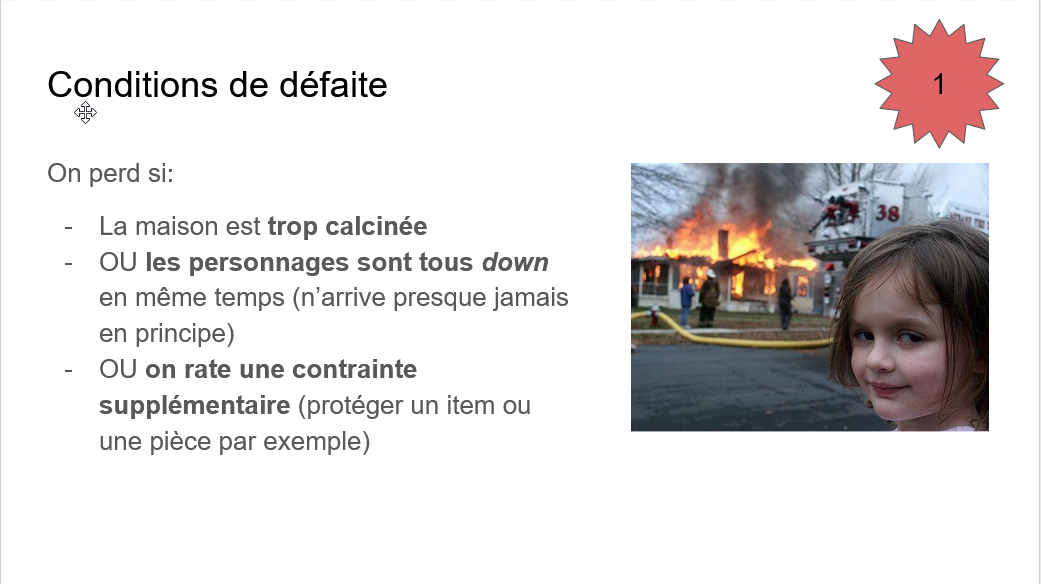 Conditions de défaite
1
On perd si:
- La maison est trop calcinée
- OU les personnages sont tous down
en même temps (n’arrive presque jamais
en principe)
- OU on rate une contrainte
supplémentaire (protéger un item ou
une pièce par exemple)
38